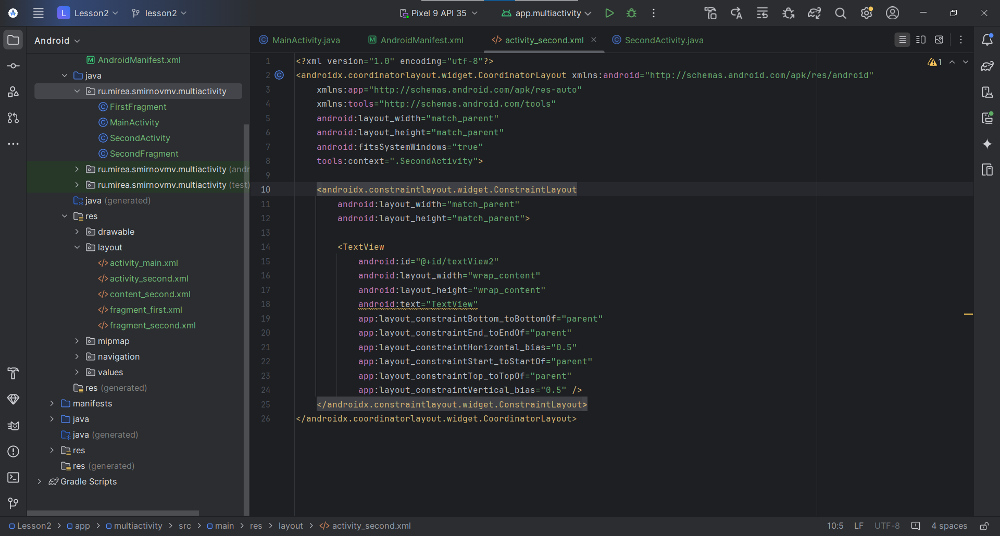 L Lesson2 lesson2 Pixel 9 API 35 app.multiactivity
Android
MainActivity.java AndroidManifest.xml activity_second.xml SecondActivity.java
AndroidManifest.xml
java
ru.mirea.smirnovmv.multiactivity
FirstFragment
MainActivity
SecondActivity
SecondFragment
ru.mirea.smirnovmv.multiactivity (andr
ru.mirea.smirnovmv.multiactivity (test)
java (generated)
res
drawable
layout
activity_main.xml
activity_second.xml
content_second.xml
fragment_first.xml
fragment_second.xml
mipmap
navigation
values
res (generated)
manifests
java
java (generated)
res
res (generated)
Gradle Scripts
1 <?xml version="1.0" encoding="utf-8"?>
2 <androidx.coordinatorlayout.widget.CoordinatorLayout xmlns:android="http://schemas.android.com/apk/res/android"
3 xmlns:app="http://schemas.android.com/apk/res-auto"
4 xmlns:tools="http://schemas.android.com/tools"
5 android:layout_width="match_parent"
6 android:layout_height="match_parent"
7 android:fitsSystemWindows="true"
8 tools:context=".SecondActivity">
9
10 <androidx.constraintlayout.widget.ConstraintLayout
11 android:layout_width="match_parent"
12 android:layout_height="match_parent">
13
14 <TextView
15 android:id="@+id/textView2"
16 android:layout_width="wrap_content"
17 android:layout_height="wrap_content"
18 android:text="TextView"
19 app:layout_constraintBottom_toBottomOf="parent"
20 app:layout_constraintEnd_toEndOf="parent"
21 app:layout_constraintHorizontal_bias="0.5"
22 app:layout_constraintStart_toStartOf="parent"
23 app:layout_constraintTop_toTopOf="parent"
24 app:layout_constraintVertical_bias="0.5" />
25 </androidx.constraintlayout.widget.ConstraintLayout>
26 </androidx.coordinatorlayout.widget.CoordinatorLayout>
1
Lesson2 > app > multiactivity > src > main > res > layout > activity_second.xml
10:5 LF UTF-8 4 spaces